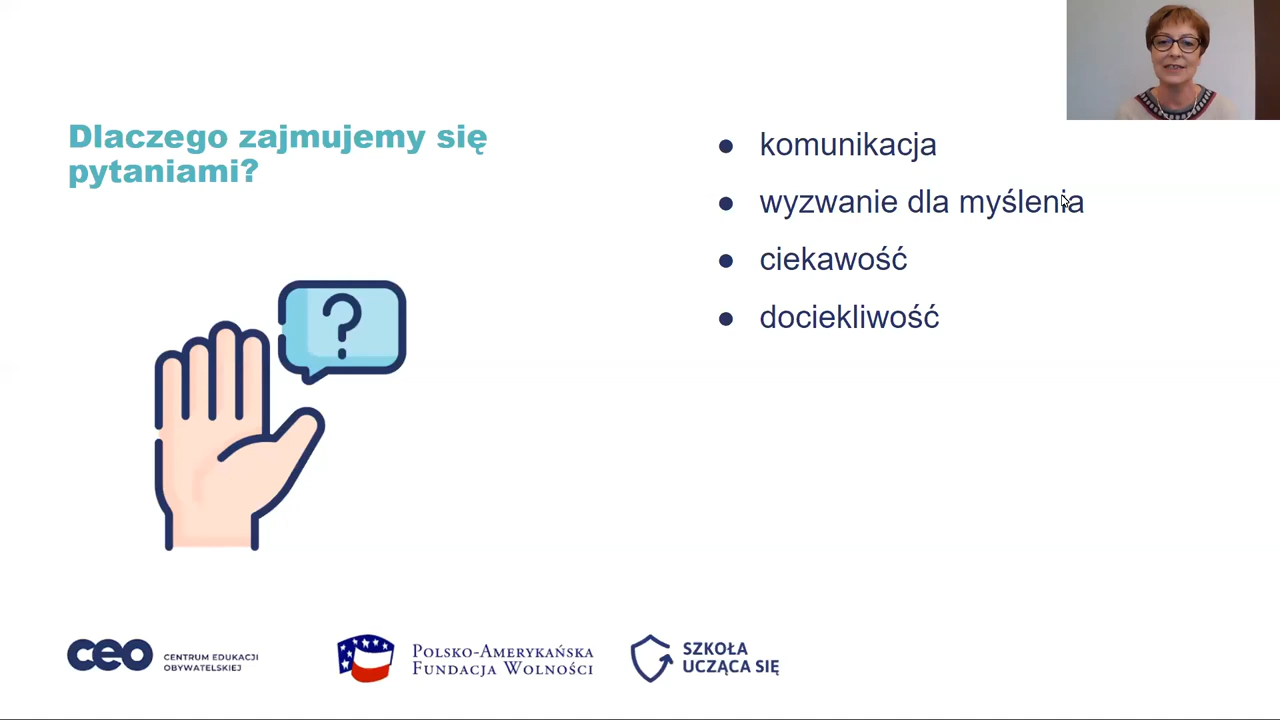 Dlaczego zajmujemy się
pytaniami?
?
• komunikacja
• wyzwanie dla myślenia
• ciekawość
• dociekliwość
ceo CENTRUM EDUKACJI
OBYWATELSKIEJ
POLSKO-AMERYKAŃSKA
FUNDACJA WOLNOŚCI
SZKOŁA
UCZĄCA SIĘ